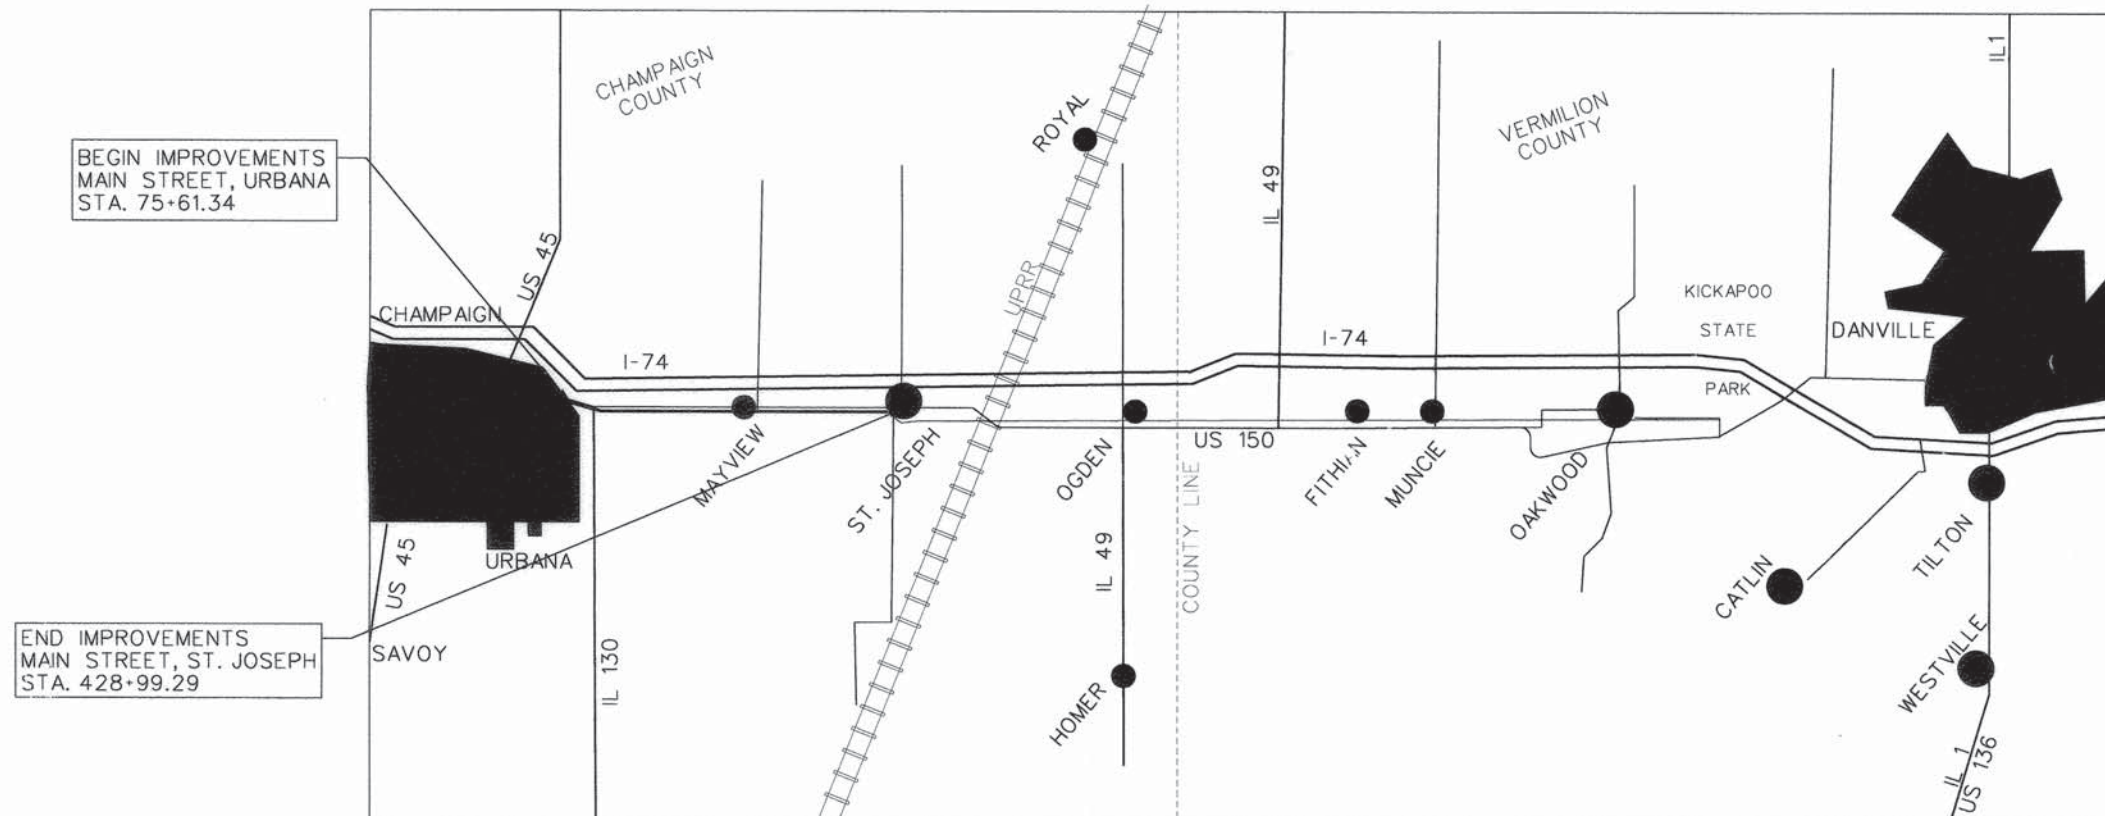 CHAMPAIGN
COUNTY
ROYAL
VERMILION
COUNTY
IL1
BEGIN IMPROVEMENTS
MAIN STREET, URBANA
STA. 75+61.34
US 45
IL 49
UPRR
CHAMPAIGN
KICKAPOO
STATE
PARK
DANVILLE
I-74
I-74
MAYVIEW
ST. JOSEPH
OGDEN
US 150
FITHIAN
MUNCIE
OAKWOOD
COUNTY LINE
URBANA
US 45
IL 49
CATLIN
TILTON
END IMPROVEMENTS
MAIN STREET, ST. JOSEPH
STA. 428+99.29
SAVOY
IL 130
HOMER
WESTVILLE
IL 1
US 136